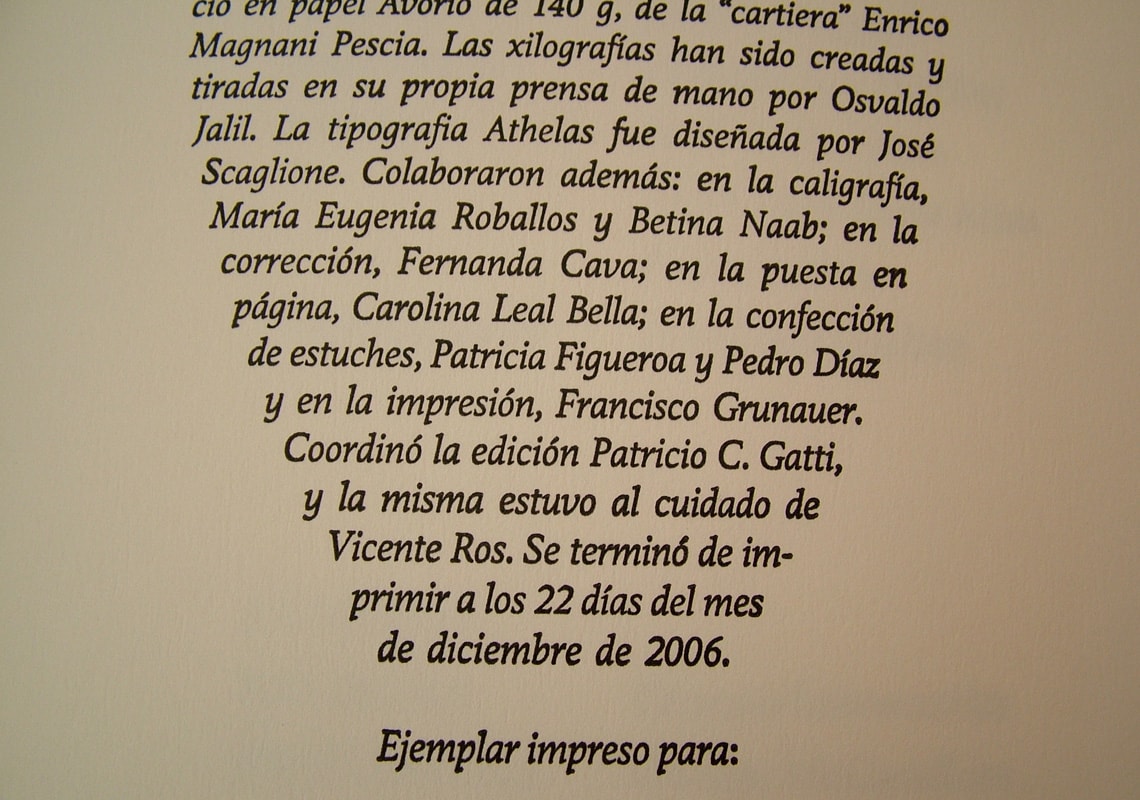 cio en papel Avorio de 140 g, de la “cartiera” Enrico
Magnani Pescia. Las xilografías han sido creadas y
tiradas en su propia prensa de mano por Osvaldo
Jalil. La tipografia Athelas fue diseñada por José
Scaglione. Colaboraron además: en la caligrafía,
María Eugenia Roballos y Betina Naab; en la
corrección, Fernanda Cava; en la puesta en
página, Carolina Leal Bella; en la confección
de estuches, Patricia Figueroa y Pedro Díaz
y en la impresión, Francisco Grunauer.
Coordinó la edición Patricio C. Gatti,
y la misma estuvo al cuidado de
Vicente Ros. Se terminó de im-
primir a los 22 días del mes
de diciembre de 2006.
Ejemplar impreso para: